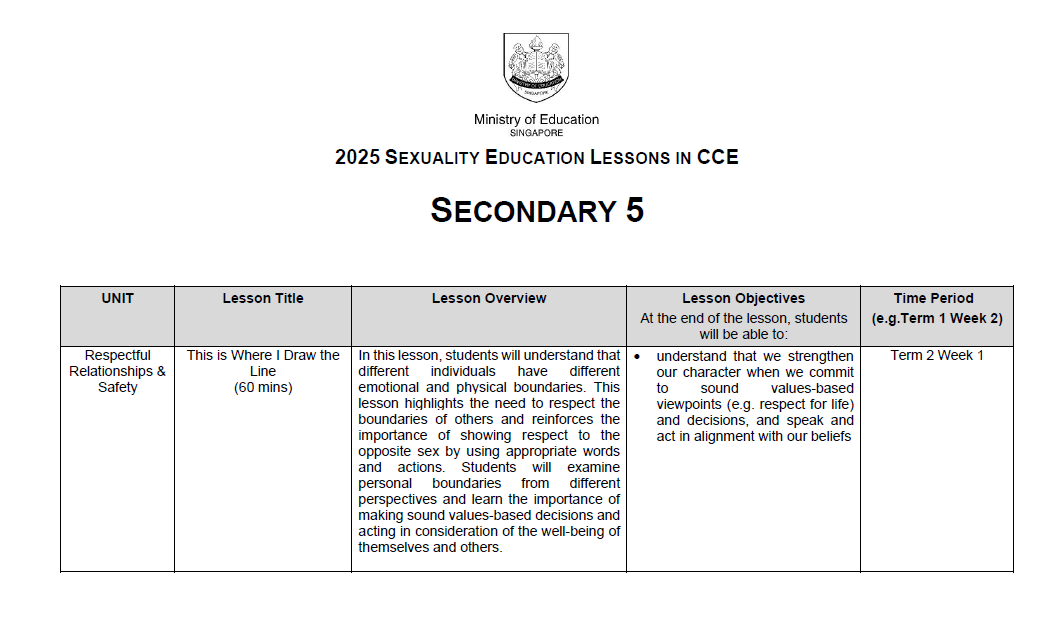 MINISTRY OF EDUCATION
SINGAPORE
Ministry of Education
SINGAPORE
2025 SEXUALITY EDUCATION LESSONS IN CCE
SECONDARY 5
UNIT
Lesson Title
Lesson Overview
Lesson Objectives
At the end of the lesson, students
will be able to:
Time Period
(e.g.Term 1 Week 2)
Respectful
Relationships &
Safety
This is Where I Draw the
Line
(60 mins)
In this lesson, students will understand that
different individuals have different
emotional and physical boundaries. This
lesson highlights the need to respect the
boundaries of others and reinforces the
importance of showing respect to the
opposite sex by using appropriate words
and actions. Students will examine
personal boundaries from different
perspectives and learn the importance of
making sound values-based decisions and
acting in consideration of the well-being of
themselves and others.
• understand that we strengthen
our character when we commit
to sound values-based
viewpoints (e.g. respect for life)
and decisions, and speak and
act in alignment with our beliefs
Term 2 Week 1